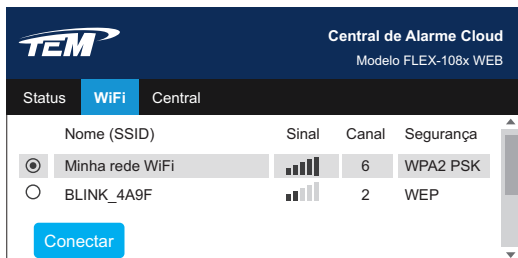 TEM
Central de Alarme Cloud
Modelo FLEX-108x WEB
Status WiFi Central
Nome (SSID) Sinal Canal Segurança
Minha rede WiFi 6 WPA2 PSK
BLINK_4A9F 2 WEP
Conectar